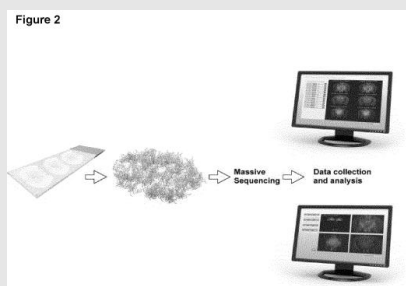 Figure 2
Massive
Sequencing
Data collection
and analysis